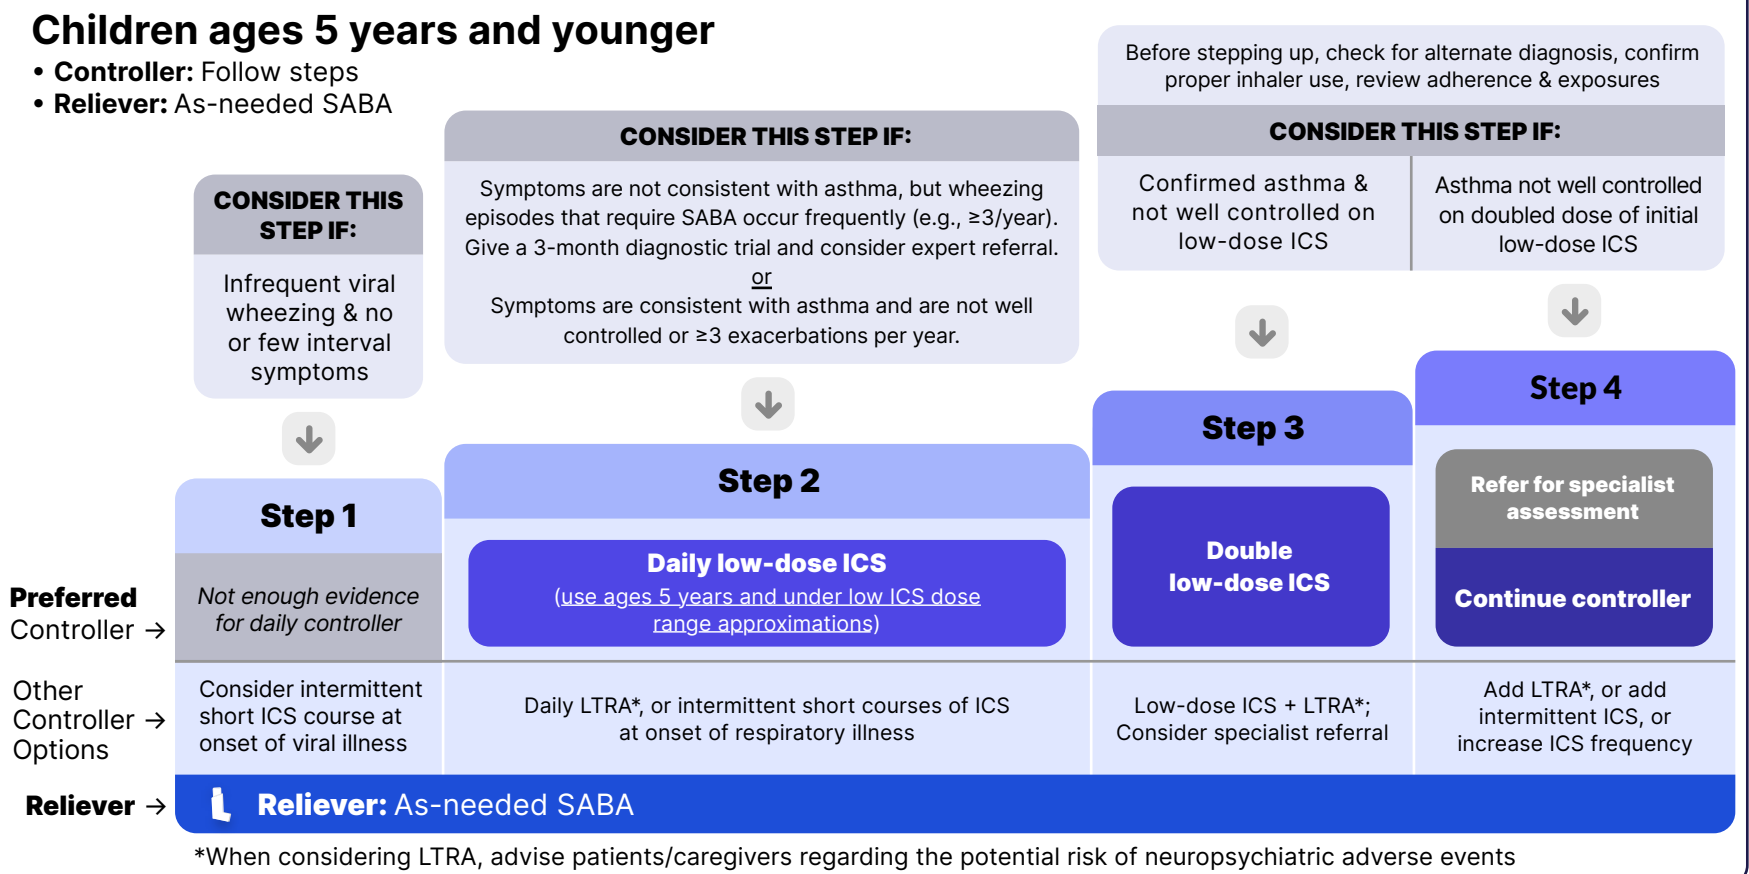 Children ages 5 years and younger
• Controller: Follow steps
• Reliever: As-needed SABA
CONSIDER THIS
STEP IF:
Infrequent viral
wheezing & no
or few interval
symptoms
CONSIDER THIS STEP IF:
Symptoms are not consistent with asthma, but wheezing
episodes that require SABA occur frequently (e.g., ≥3/year).
Give a 3-month diagnostic trial and consider expert referral.
or
Symptoms are consistent with asthma and are not well
controlled or ≥3 exacerbations per year.
Before stepping up, check for alternate diagnosis, confirm
proper inhaler use, review adherence & exposures
CONSIDER THIS STEP IF:
Confirmed asthma &
not well controlled on
low-dose ICS
Asthma not well controlled
on doubled dose of initial
low-dose ICS
Step 1
Step 2
Step 3
Step 4
Preferred
Controller →
Not enough evidence
for daily controller
Daily low-dose ICS
(use ages 5 years and under low ICS dose
range approximations)
Double
low-dose ICS
Refer for specialist
assessment
Continue controller
Other
Controller →
Options
Consider intermittent
short ICS course at
onset of viral illness
Daily LTRA*, or intermittent short courses of ICS
at onset of respiratory illness
Low-dose ICS + LTRA*;
Consider specialist referral
Add LTRA*, or add
intermittent ICS, or
increase ICS frequency
Reliever →
Reliever: As-needed SABA
*When considering LTRA, advise patients/caregivers regarding the potential risk of neuropsychiatric adverse events